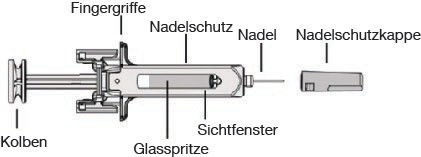 Fingergriffe
Nadelschutz
Nadel
Nadelschutzkappe
Kolben
Glasspritze
Sichtfenster